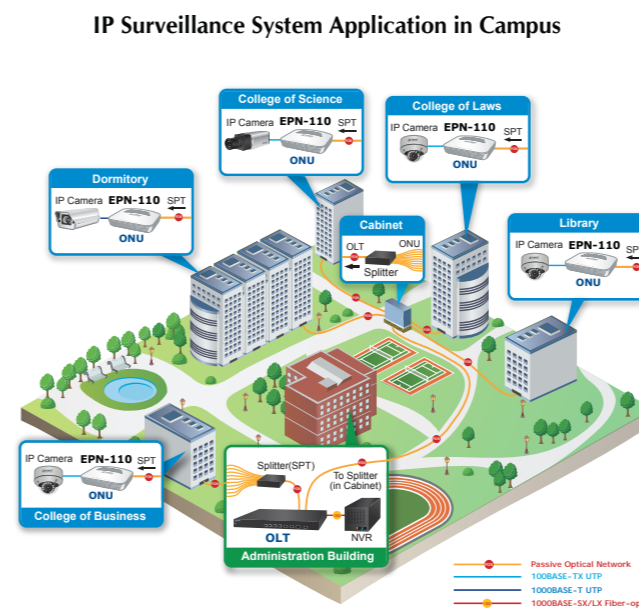 IP Surveillance System Application in Campus
College of Science
IP Camera EPN-110 SPT
ONU
College of Laws
IP Camera EPN-110 SPT
ONU
Dormitory
IP Camera EPN-110 SPT
ONU
Cabinet
OLT ONU
Splitter
Library
IP Camera EPN-110 SP
ONU
IP Camera EPN-110 SPT
ONU
College of Business
Splitter(SPT)
To Splitter
(in Cabinet)
OLT
NVR
Administration Building
Passive Optical Network
100BASE-TX UTP
1000BASE-T UTP
1000BASE-SX/LX Fiber-op